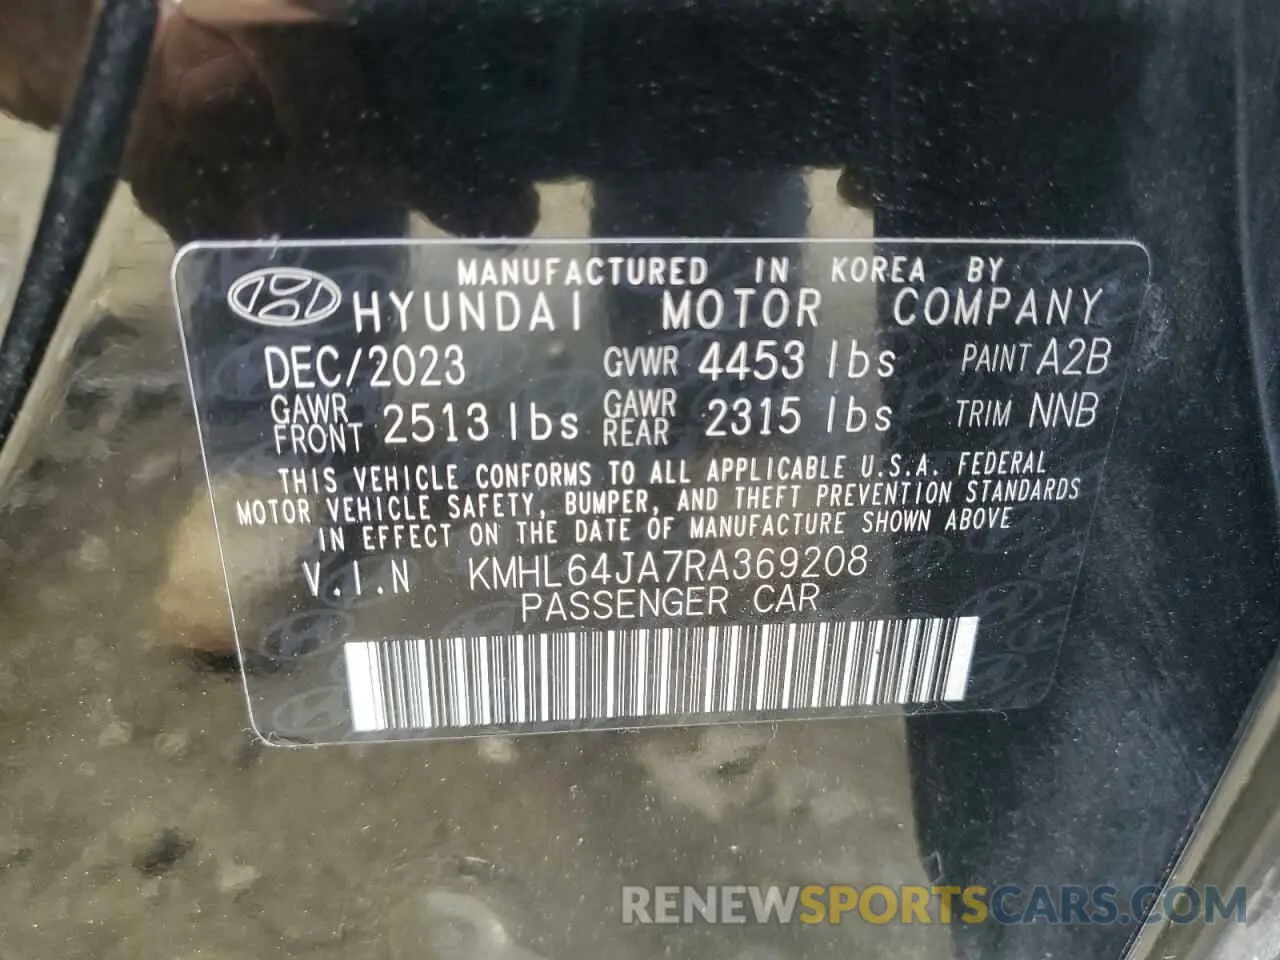 MANUFACTURED IN KOREA BY
HYUNDAI MOTOR COMPANY
DEC/2023 GVWR 4453 lbs PAINT A2B
GAWR FRONT 2513 lbs GAWR REAR 2315 lbs TRIM NNB
THIS VEHICLE CONFORMS TO ALL APPLICABLE U.S.A. FEDERAL
MOTOR VEHICLE SAFETY, BUMPER, AND THEFT PREVENTION STANDARDS
IN EFFECT ON THE DATE OF MANUFACTURE SHOWN ABOVE
V.I.N KMHL64JA7RA369208
PASSENGER CAR
RENEWSPORTSCARS.COM